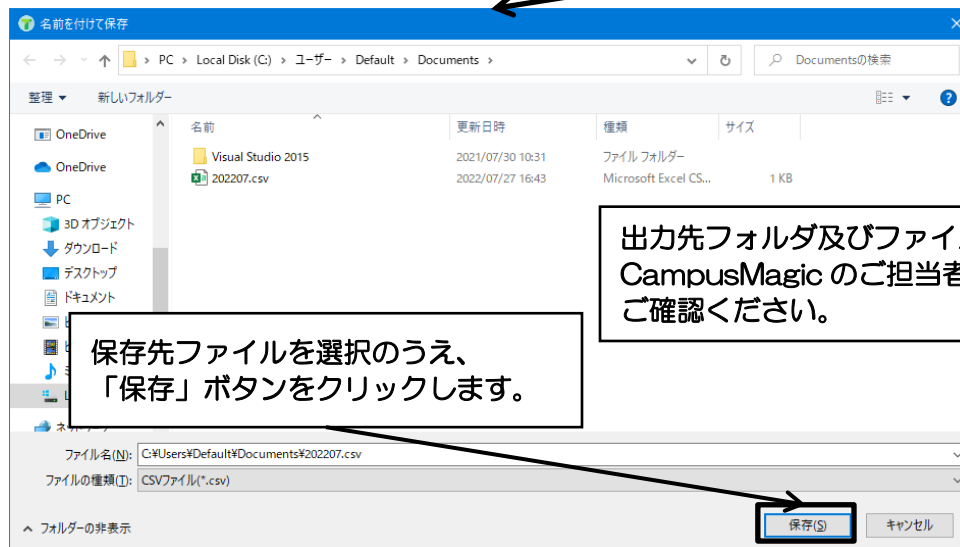 名前を付けて保存
PC > Local Disk (C:) > ユーザー > Default > Documents >
Documentsの検索
整理 新しいフォルダー
名前 更新日時 種類 サイズ
OneDrive
Visual Studio 2015 2021/07/30 10:31 ファイル フォルダー
OneDrive
202207.csv 2022/07/27 16:43 Microsoft Excel CS... 1 KB
PC
3D オブジェクト
ダウンロード
デスクトップ
ドキュメント
出力先フォルダ及びファイ
CampusMagic のご担当者
ご確認ください。
保存先ファイルを選択のうえ、
「保存」ボタンをクリックします。
ファイル名(N): C:¥Users¥Default¥Documents¥202207.csv
ファイルの種類(T): CSVファイル(*.csv)
フォルダーの非表示
保存(S) キャンセル